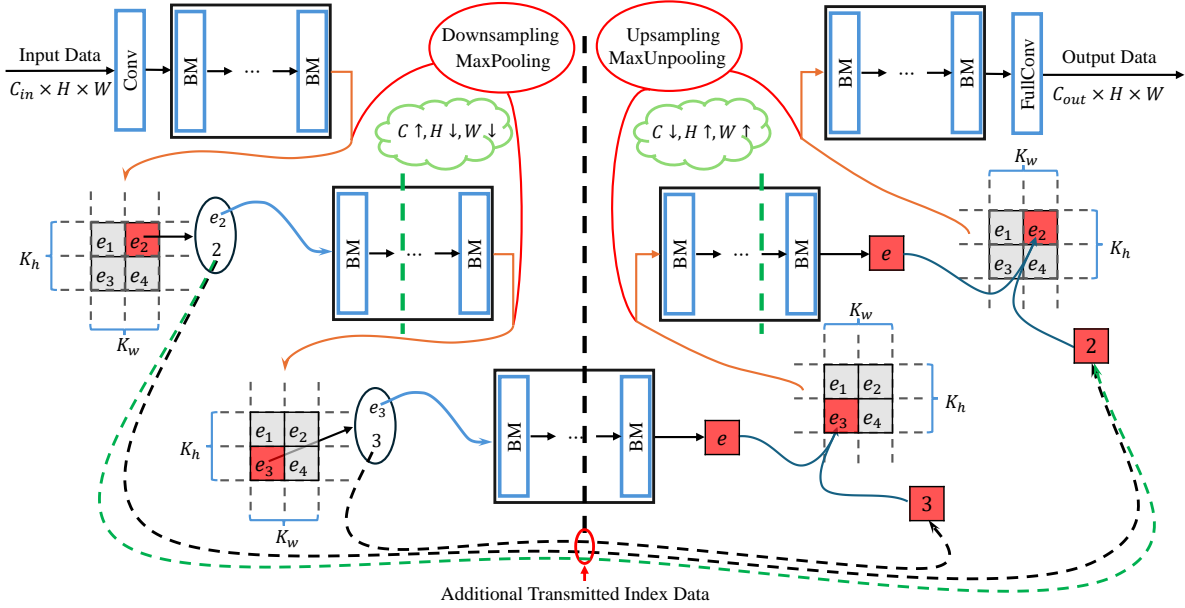 Input Data
C_in × H × W
Conv
BM
...
BM
Downsampling
MaxPooling
Upsampling
MaxUnpooling
BM
...
BM
FullConv
Output Data
C_out × H × W
C ↑, H ↓, W ↓
C ↓, H ↑, W ↑
K_h
e_1
e_2
e_3
e_4
K_w
e_2
2
BM
...
BM
BM
...
BM
e
K_w
e_1
e_2
e_3
e_4
K_h
2
K_h
e_1
e_2
e_3
e_4
K_w
e_3
3
BM
...
BM
e
K_w
e_1
e_2
e_3
e_4
K_h
3
Additional Transmitted Index Data